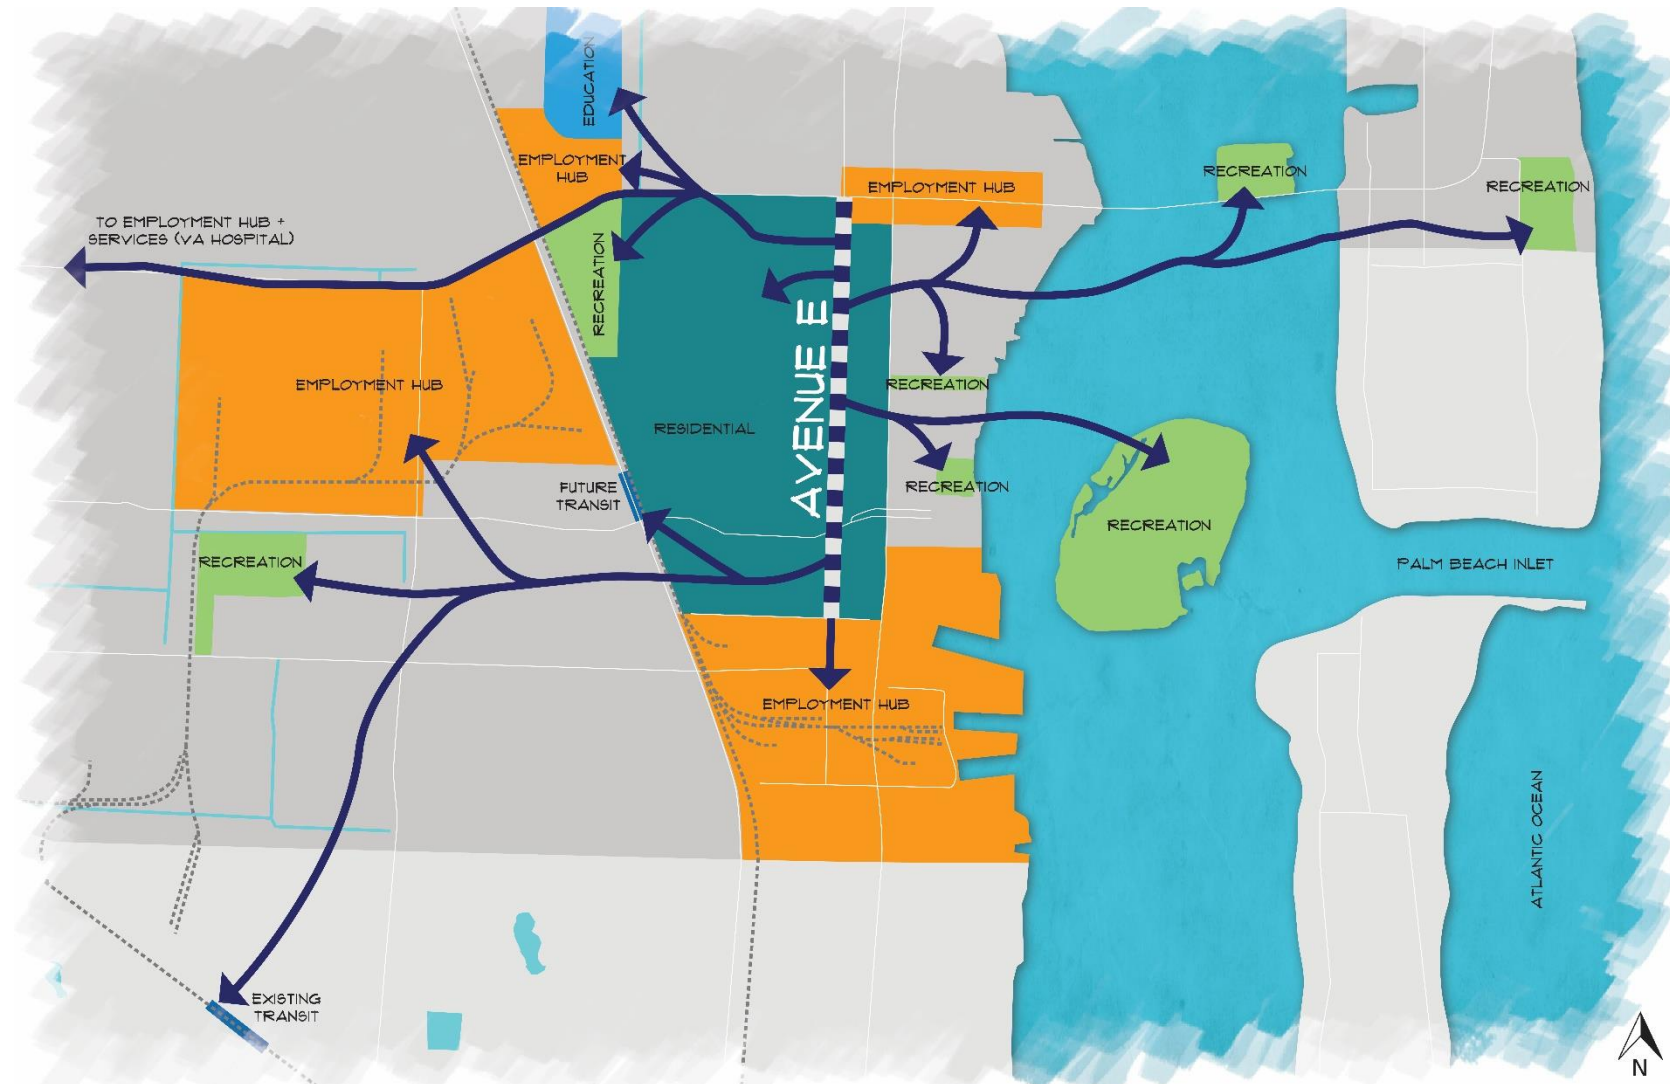 EDUCATION
EMPLOYMENT
HUB
EMPLOYMENT HUB
RECREATION
RECREATION
TO EMPLOYMENT HUB +
SERVICES (VA HOSPITAL)
RECREATION
AVENUE E
EMPLOYMENT HUB
RECREATION
RESIDENTIAL
FUTURE
TRANSIT
RECREATION
RECREATION
RECREATION
PALM BEACH INLET
EMPLOYMENT HUB
ATLANTIC OCEAN
EXISTING
TRANSIT
N